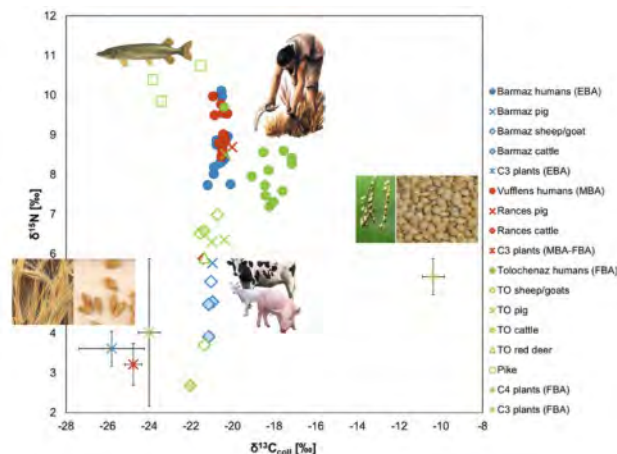 12
11
10
9
8
7
6
5
4
3
2
δ¹⁵N [‰]
-28 -26 -24 -22 -20 -18 -16 -14 -12 -10 -8
δ¹³C_coll [‰]
Barmaz humans (EBA)
Barmaz pig
Barmaz sheep/goat
Barmaz cattle
C3 plants (EBA)
Vufflens humans (MBA)
Rances pig
Rances cattle
C3 plants (MBA-FBA)
Tolochenaz humans (FBA)
TO sheep/goats
TO pig
TO cattle
TO red deer
Pike
C4 plants (FBA)
C3 plants (FBA)